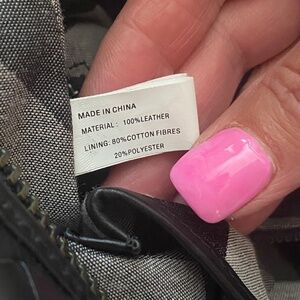 MADE IN CHINA
MATERIAL: 100%LEATHER
LINING: 80%COTTON FIBRES
20%POLYESTER